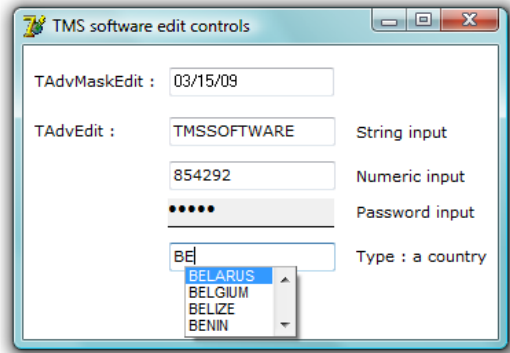 TMS software edit controls
TAdvMaskEdit : 03/15/09
TAdvEdit : TMSSOFTWARE String input
854292 Numeric input
••••• Password input
BE Type : a country
BELARUS
BELGIUM
BELIZE
BENIN